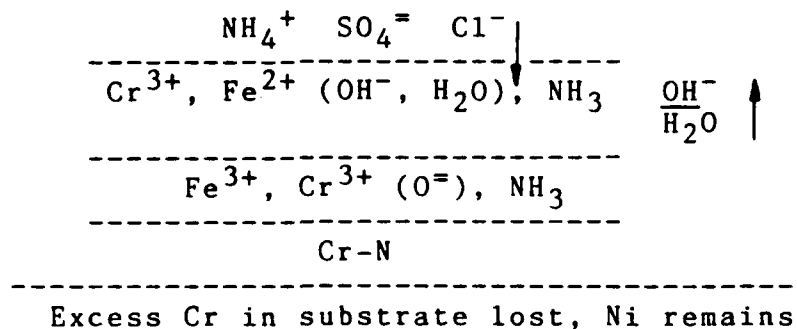 NH₄⁺ SO₄⁼ Cl⁻
Cr³⁺, Fe²⁺ (OH⁻, H₂O), NH₃
OH⁻
H₂O
Fe³⁺, Cr³⁺ (O⁼), NH₃
Cr-N
Excess Cr in substrate lost, Ni remains